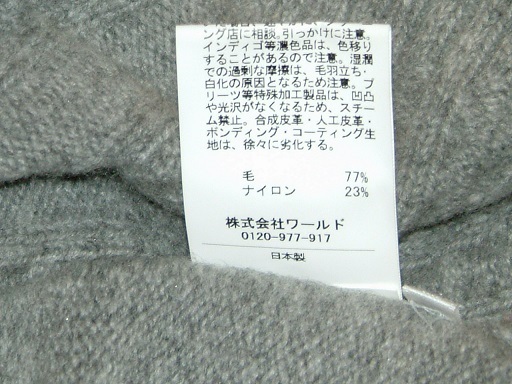 ング店に相談。引っかけに注意。
インディゴ等濃色品は、色移り
することがあるので注意。湿潤
での過剰な摩擦は、毛羽立ち・
白化の原因となるため注意。プ
リーツ等特殊加工製品は、凹凸
や光沢がなくなるため、スチー
ム禁止。合成皮革・人工皮革・
ボンディング・コーティング生
地は、徐々に劣化する。
毛 77%
ナイロン 23%
株式会社ワールド
0120-977-917
日本製